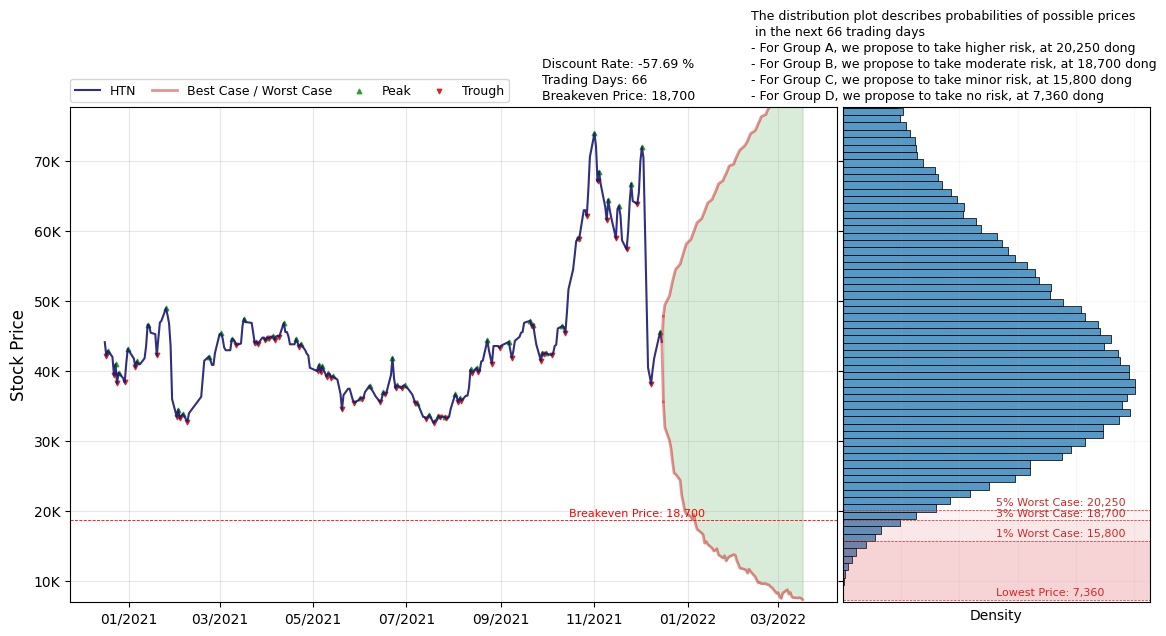 The distribution plot describes probabilities of possible prices
in the next 66 trading days
- For Group A, we propose to take higher risk, at 20,250 dong
- For Group B, we propose to take moderate risk, at 18,700 dong
- For Group C, we propose to take minor risk, at 15,800 dong
- For Group D, we propose to take no risk, at 7,360 dong
Discount Rate: -57.69 %
Trading Days: 66
Breakeven Price: 18,700
HTN Best Case / Worst Case Peak Trough
Stock Price
70K
60K
50K
40K
30K
20K
10K
Breakeven Price: 18,700
5% Worst Case: 20,250
3% Worst Case: 18,700
1% Worst Case: 15,800
Lowest Price: 7,360
01/2021 03/2021 05/2021 07/2021 09/2021 11/2021 01/2022 03/2022
Density